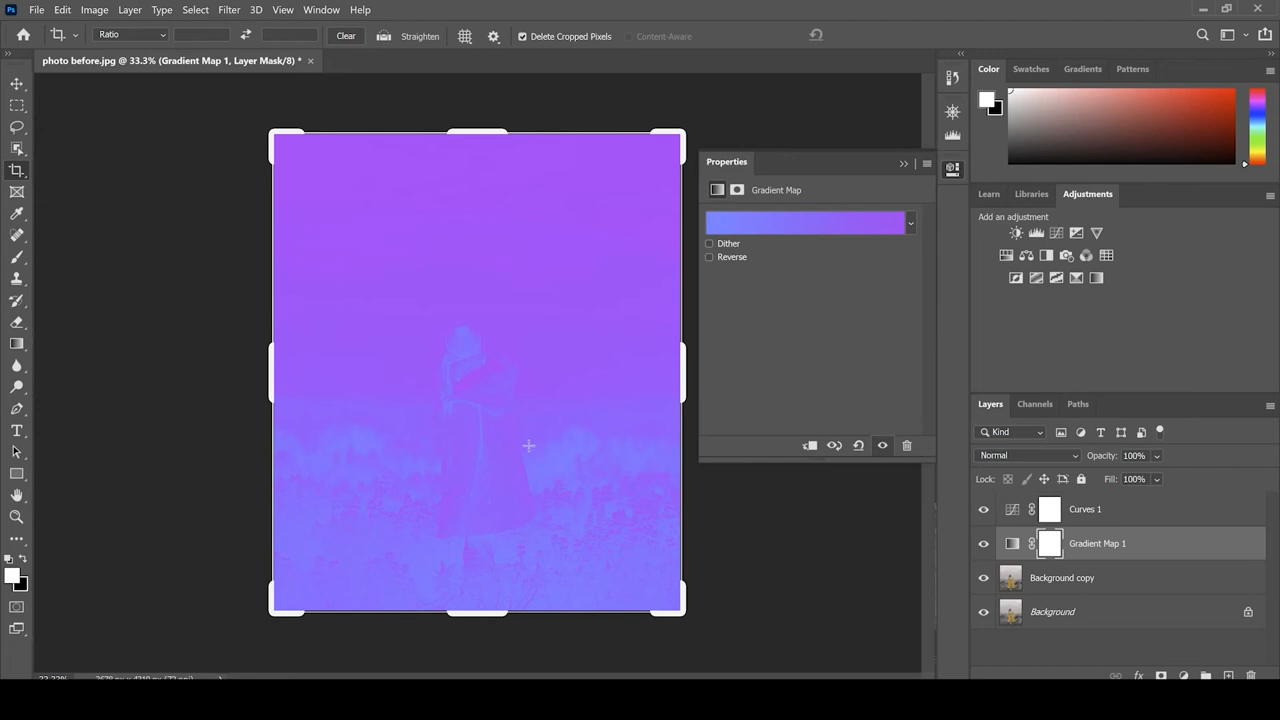 Ps File Edit Image Layer Type Select Filter 3D View Window Help
Ratio Clear Straighten Delete Cropped Pixels Content-Aware
photo before.jpg @ 33.3% (Gradient Map 1, Layer Mask/8) *
Color Swatches Gradients Patterns
Properties
Gradient Map
Dither
Reverse
Learn Libraries Adjustments
Add an adjustment
Layers Channels Paths
Kind
Normal Opacity: 100%
Lock: Fill: 100%
Curves 1
Gradient Map 1
Background copy
Background